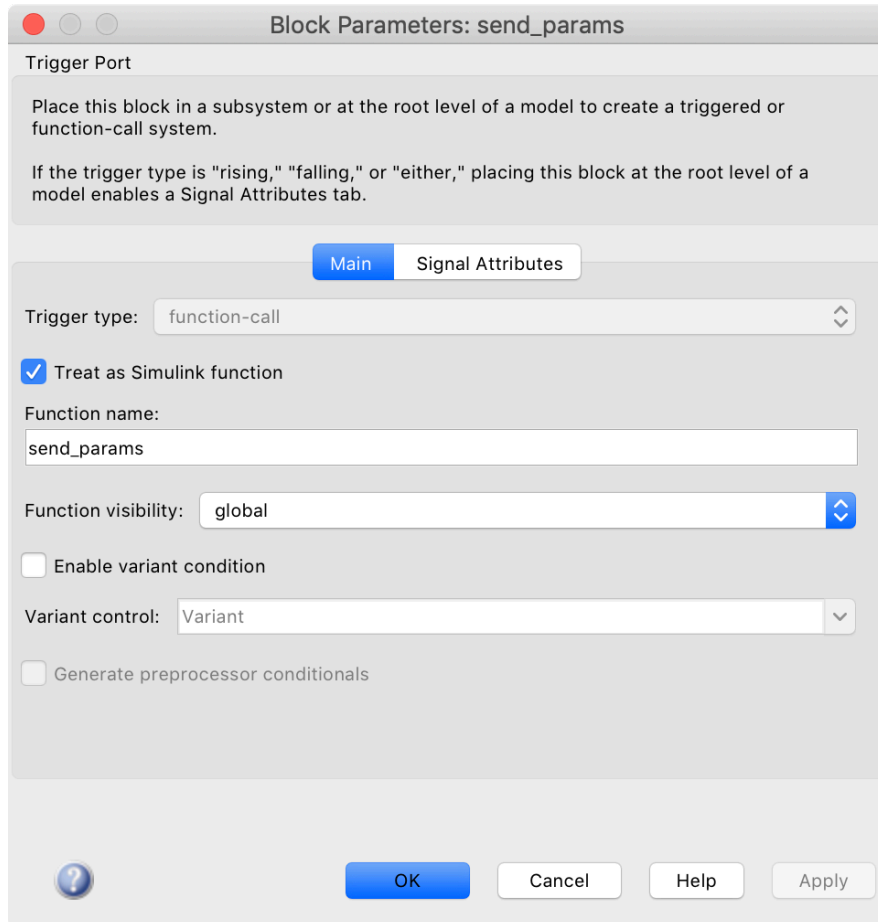 Block Parameters: send_params
Trigger Port
Place this block in a subsystem or at the root level of a model to create a triggered or
function-call system.
If the trigger type is "rising," "falling," or "either," placing this block at the root level of a
model enables a Signal Attributes tab.
Main Signal Attributes
Trigger type: function-call
Treat as Simulink function
Function name:
send_params
Function visibility: global
Enable variant condition
Variant control: Variant
Generate preprocessor conditionals
? OK Cancel Help Apply